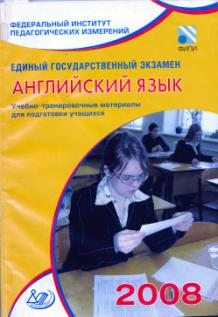 ФЕДЕРАЛЬНЫЙ ИНСТИТУТ
ПЕДАГОГИЧЕСКИХ ИЗМЕРЕНИЙ
ФИПИ
ЕДИНЫЙ ГОСУДАРСТВЕННЫЙ ЭКЗАМЕН
АНГЛИЙСКИЙ ЯЗЫК
Учебно-тренировочные материалы
для подготовки учащихся
2008